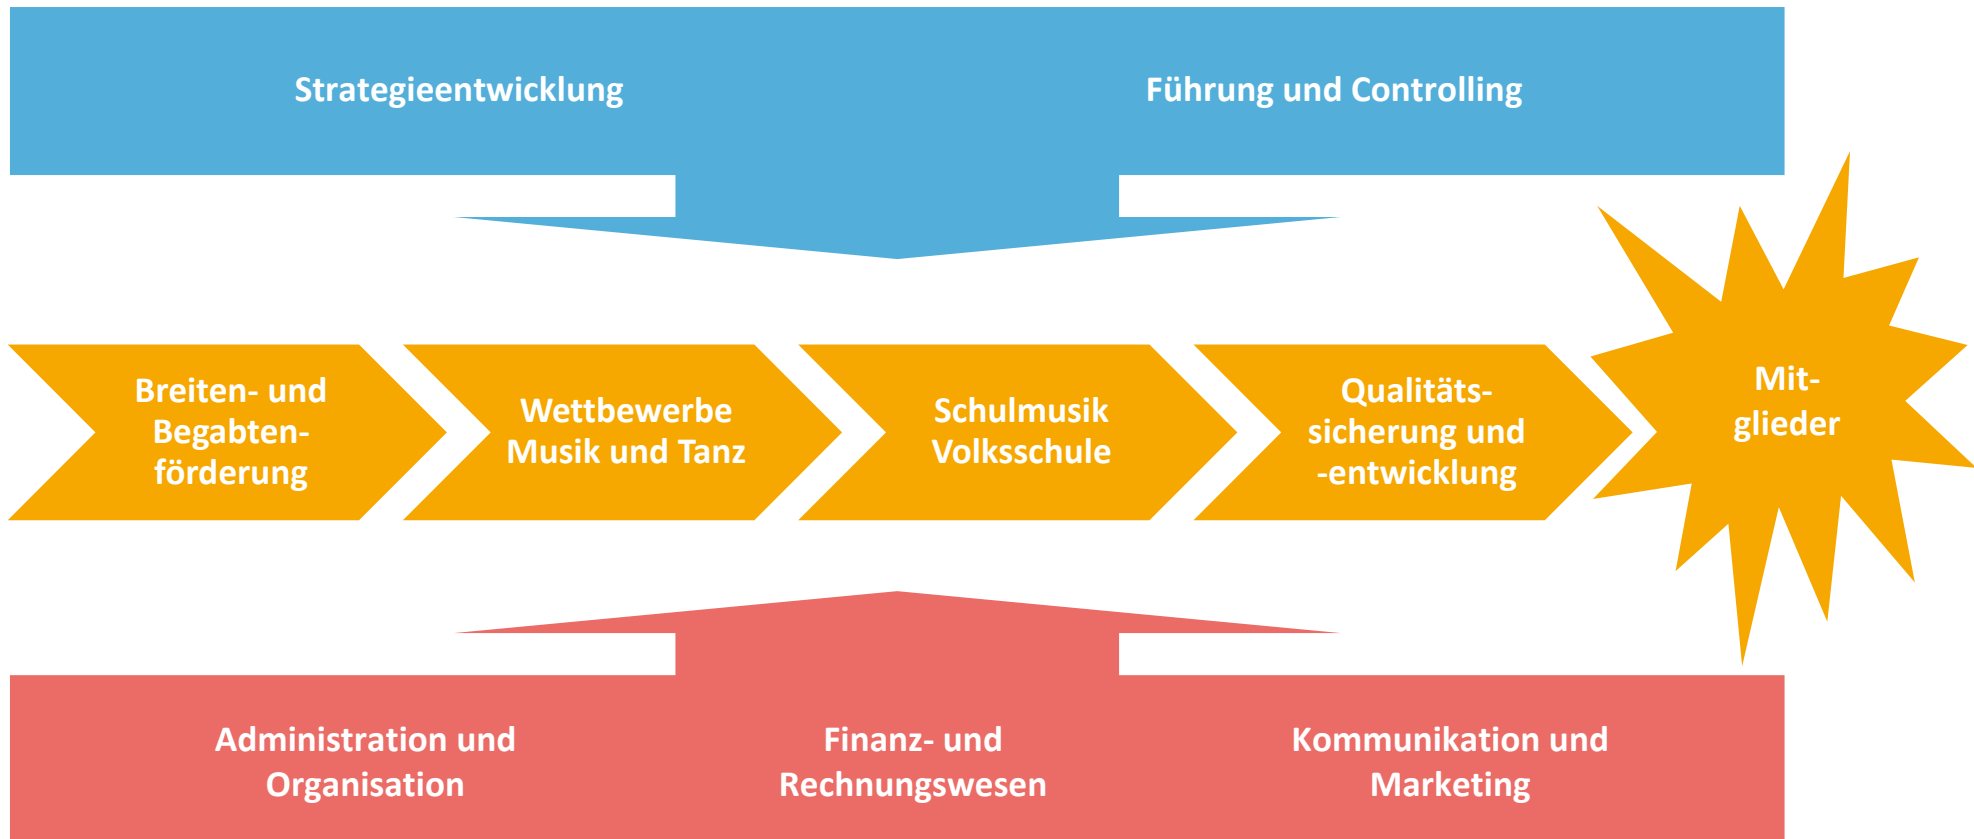 Strategieentwicklung
Führung und Controlling
Breiten- und
Begabten-
förderung
Wettbewerbe
Musik und Tanz
Schulmusik
Volksschule
Qualitäts-
sicherung und
-entwicklung
Mit-
glieder
Administration und
Organisation
Finanz- und
Rechnungswesen
Kommunikation und
Marketing